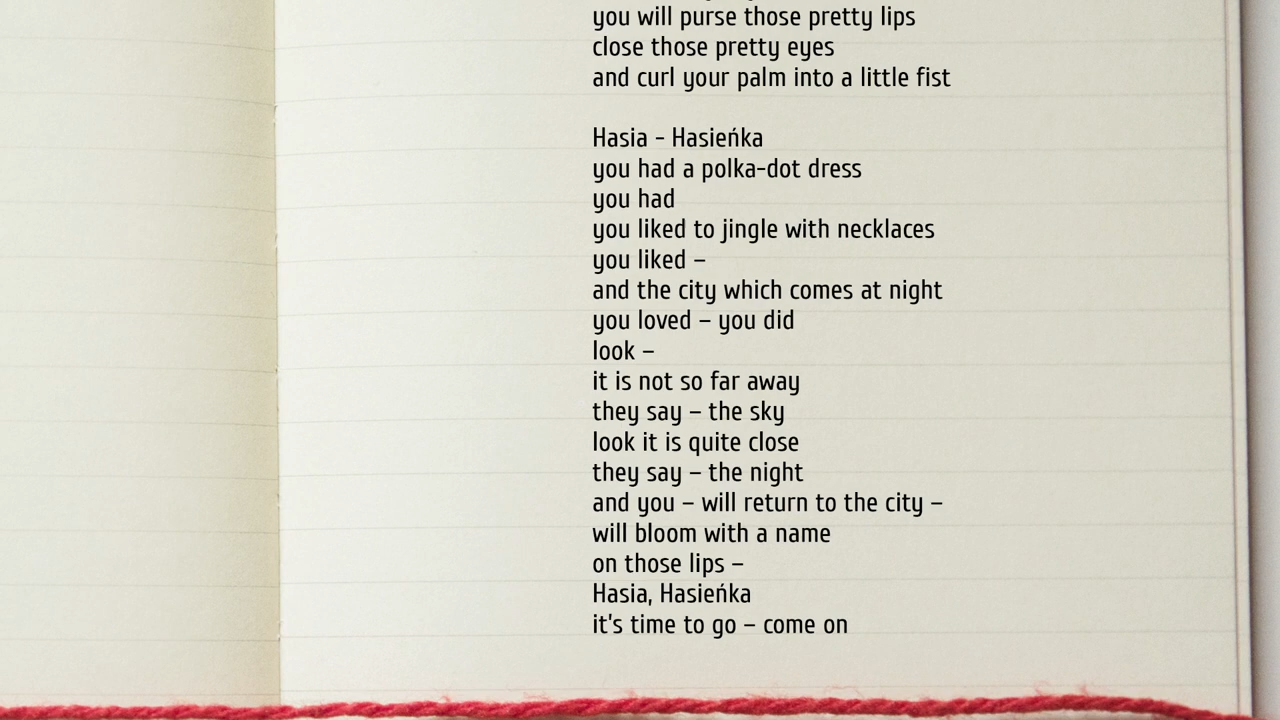 you will purse those pretty lips
close those pretty eyes
and curl your palm into a little fist

Hasia - Hasieńka
you had a polka-dot dress
you had
you liked to jingle with necklaces
you liked –
and the city which comes at night
you loved – you did
look –
it is not so far away
they say – the sky
look it is quite close
they say – the night
and you – will return to the city –
will bloom with a name
on those lips –
Hasia, Hasieńka
it's time to go – come on